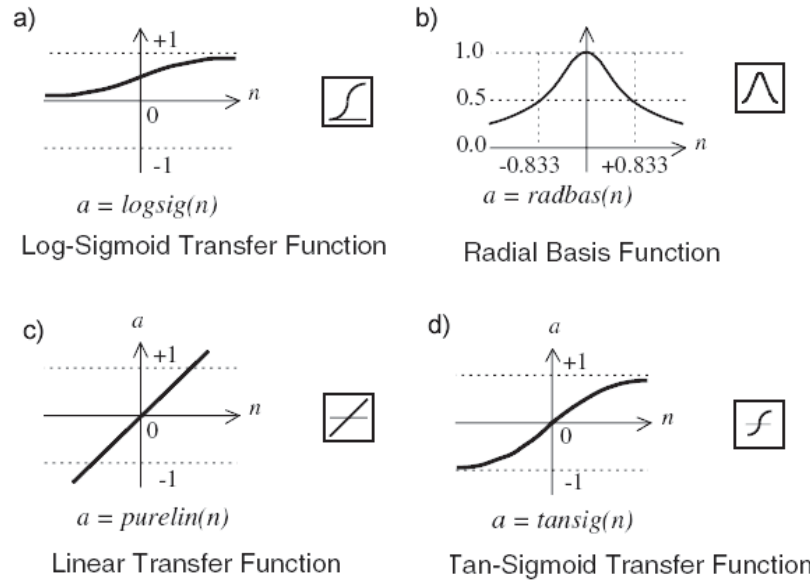 a)
+1
n
0
-1
a = logsig(n)
Log-Sigmoid Transfer Function
b)
a
1.0
0.5
0.0
n
-0.833
+0.833
a = radbas(n)
Radial Basis Function
c)
a
+1
n
0
-1
a = purelin(n)
Linear Transfer Function
d)
a
+1
n
0
-1
a = tansig(n)
Tan-Sigmoid Transfer Function